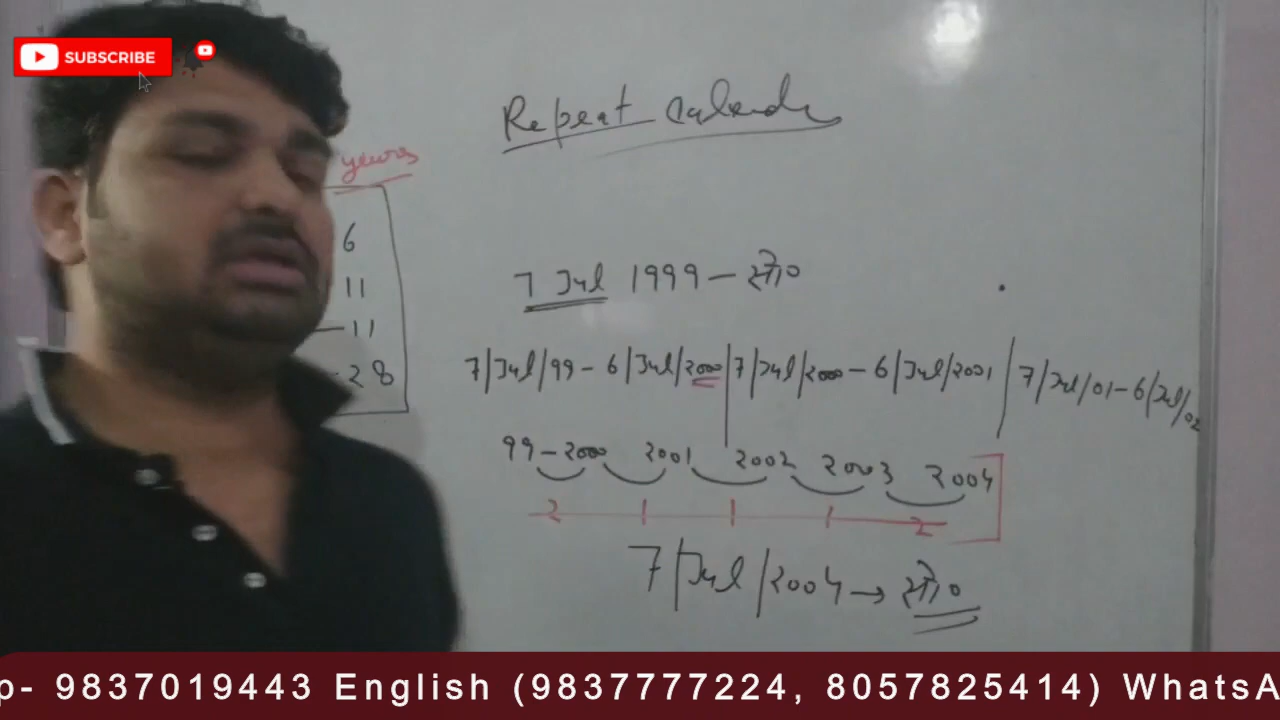 SUBSCRIBE
Repeat Calendr
years
6
11
11
28
7 Jul 1999 – सो०
7/Jul/99 - 6/Jul/2000 | 7/Jul/2000 - 6/Jul/2001 | 7/Jul/01 - 6/Jul/02
99 - 2000 2001 2002 2003 2004
2 1 1 1 2
7/Jul/2004 → सो०
p- 9837019443 English (9837777224, 8057825414) WhatsA